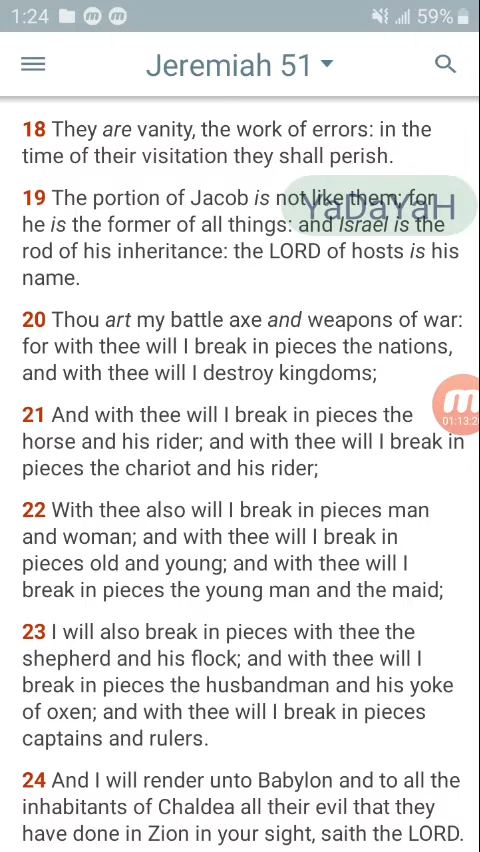 1:24 59%
Jeremiah 51
18 They are vanity, the work of errors: in the
time of their visitation they shall perish.
19 The portion of Jacob is not like them; for
YaDaYaH
he is the former of all things: and Israel is the
rod of his inheritance: the LORD of hosts is his
name.
20 Thou art my battle axe and weapons of war:
for with thee will I break in pieces the nations,
and with thee will I destroy kingdoms;
21 And with thee will I break in pieces the
horse and his rider; and with thee will I break in
pieces the chariot and his rider;
01:13:2
22 With thee also will I break in pieces man
and woman; and with thee will I break in
pieces old and young; and with thee will I
break in pieces the young man and the maid;
23 I will also break in pieces with thee the
shepherd and his flock; and with thee will I
break in pieces the husbandman and his yoke
of oxen; and with thee will I break in pieces
captains and rulers.
24 And I will render unto Babylon and to all the
inhabitants of Chaldea all their evil that they
have done in Zion in your sight, saith the LORD.